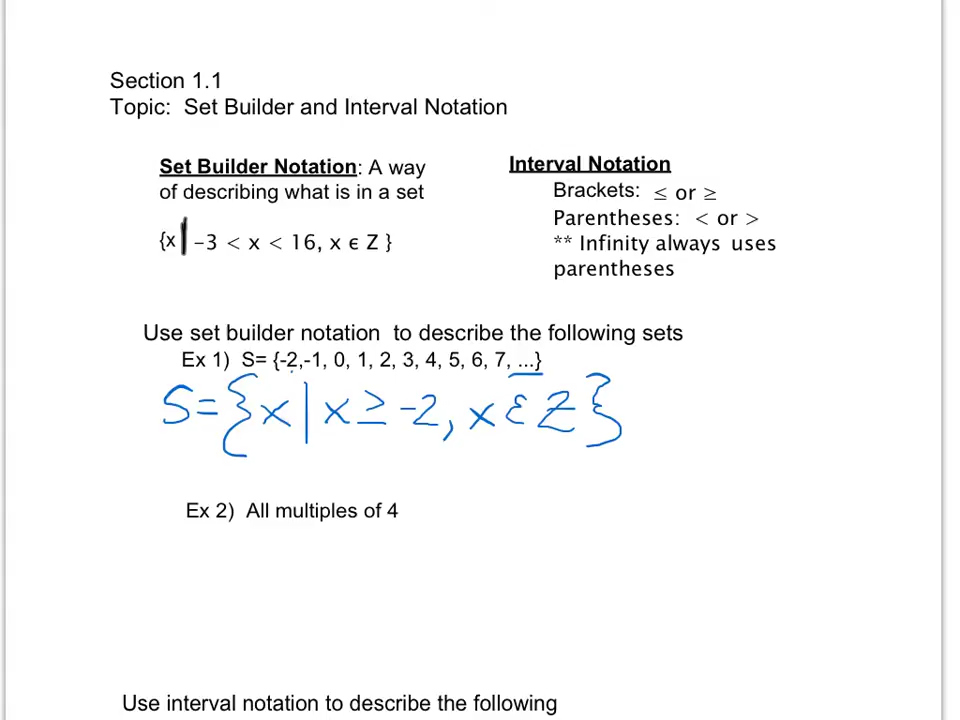 Section 1.1
Topic: Set Builder and Interval Notation
Set Builder Notation: A way
of describing what is in a set
{x | -3 < x < 16, x ϵ Z }
Interval Notation
Brackets: ≤ or ≥
Parentheses: < or >
** Infinity always uses
parentheses
Use set builder notation to describe the following sets
Ex 1) S= {-2,-1, 0, 1, 2, 3, 4, 5, 6, 7, ...}
S={x|x≥-2, xƐZ}
Ex 2) All multiples of 4
Use interval notation to describe the following